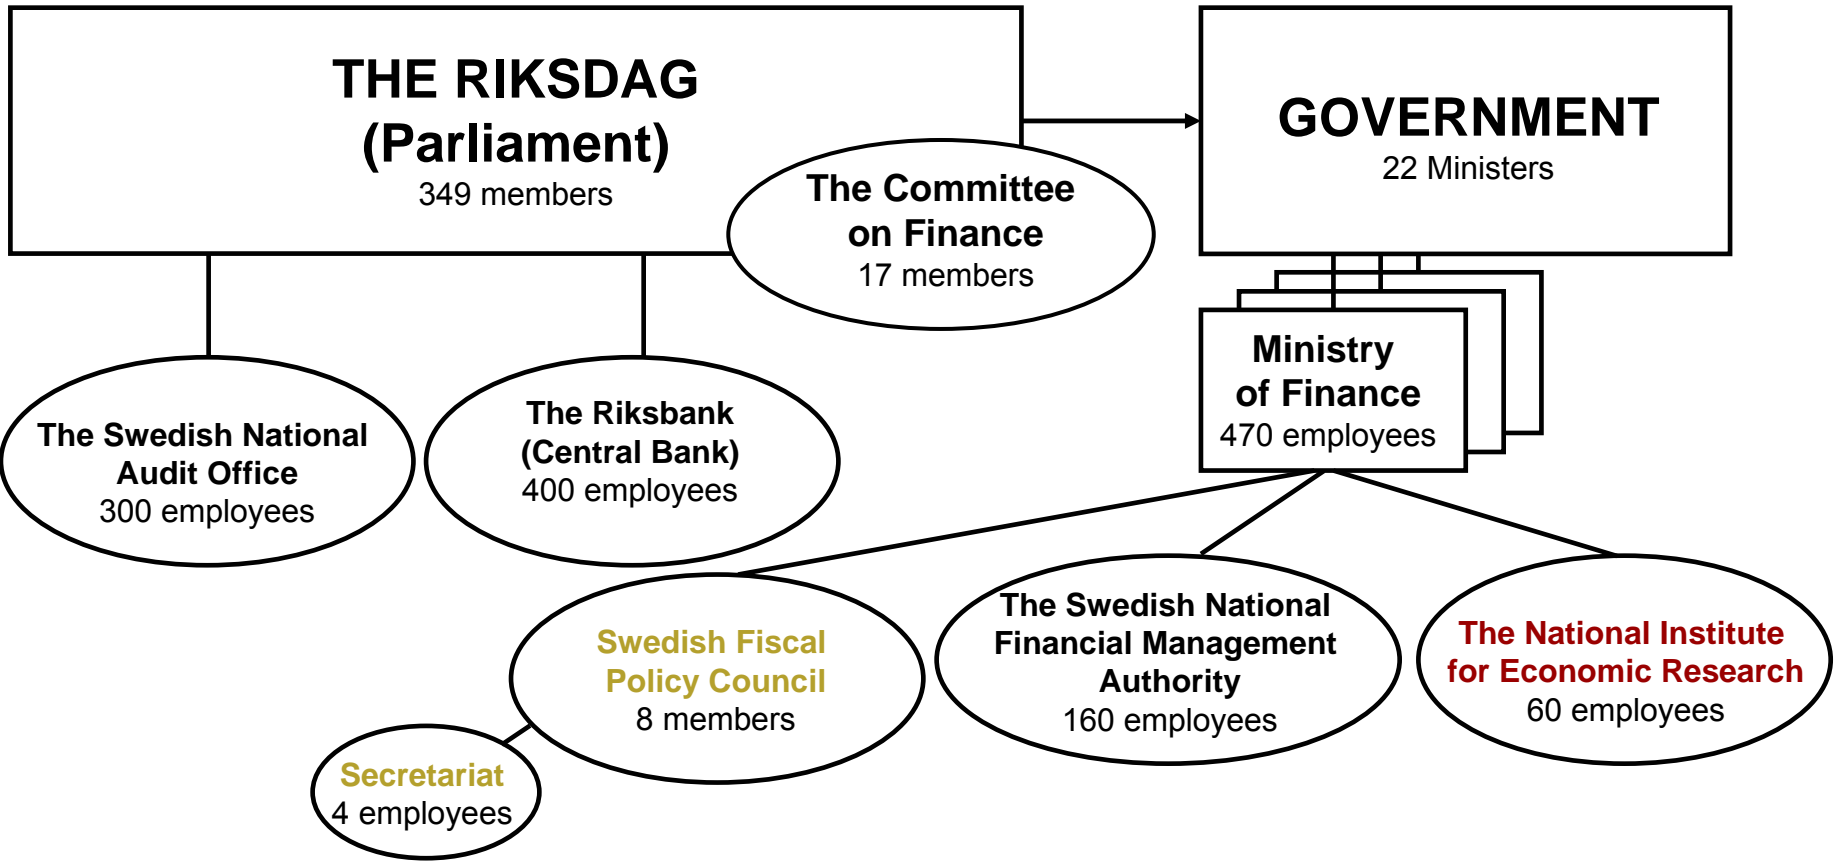 THE RIKSDAG
(Parliament)
349 members
GOVERNMENT
22 Ministers
The Committee
on Finance
17 members
Ministry
of Finance
470 employees
The Swedish National
Audit Office
300 employees
The Riksbank
(Central Bank)
400 employees
Swedish Fiscal
Policy Council
8 members
The Swedish National
Financial Management
Authority
160 employees
The National Institute
for Economic Research
60 employees
Secretariat
4 employees